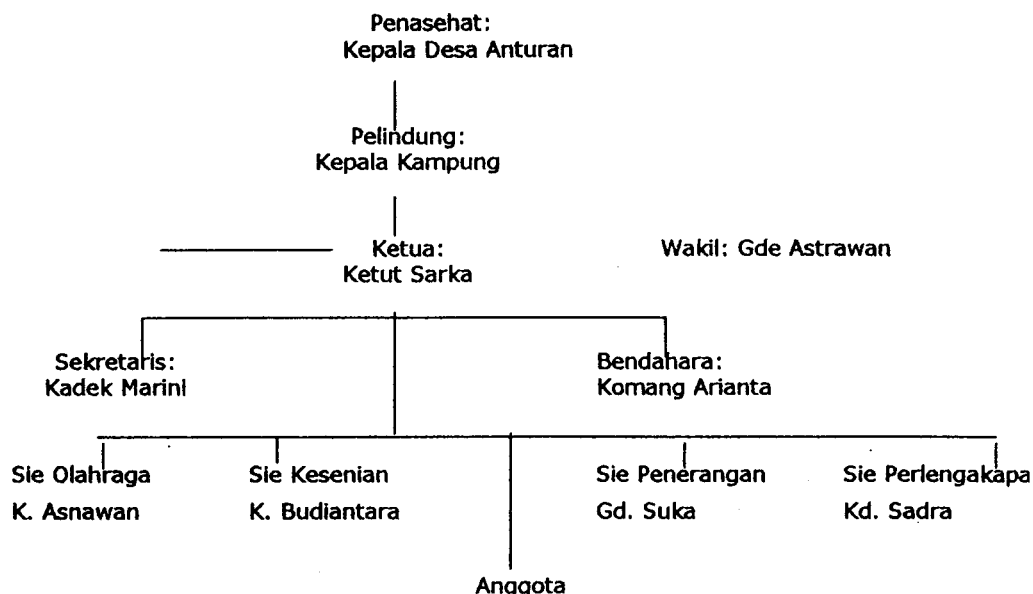 Penasehat:
Kepala Desa Anturan
Pelindung:
Kepala Kampung
Ketua:
Ketut Sarka
Wakil: Gde Astrawan
Sekretaris:
Kadek Marini
Bendahara:
Komang Arianta
Sie Olahraga
K. Asnawan
Sie Kesenian
K. Budiantara
Sie Penerangan
Gd. Suka
Sie Perlengakapa
Kd. Sadra
Anggota